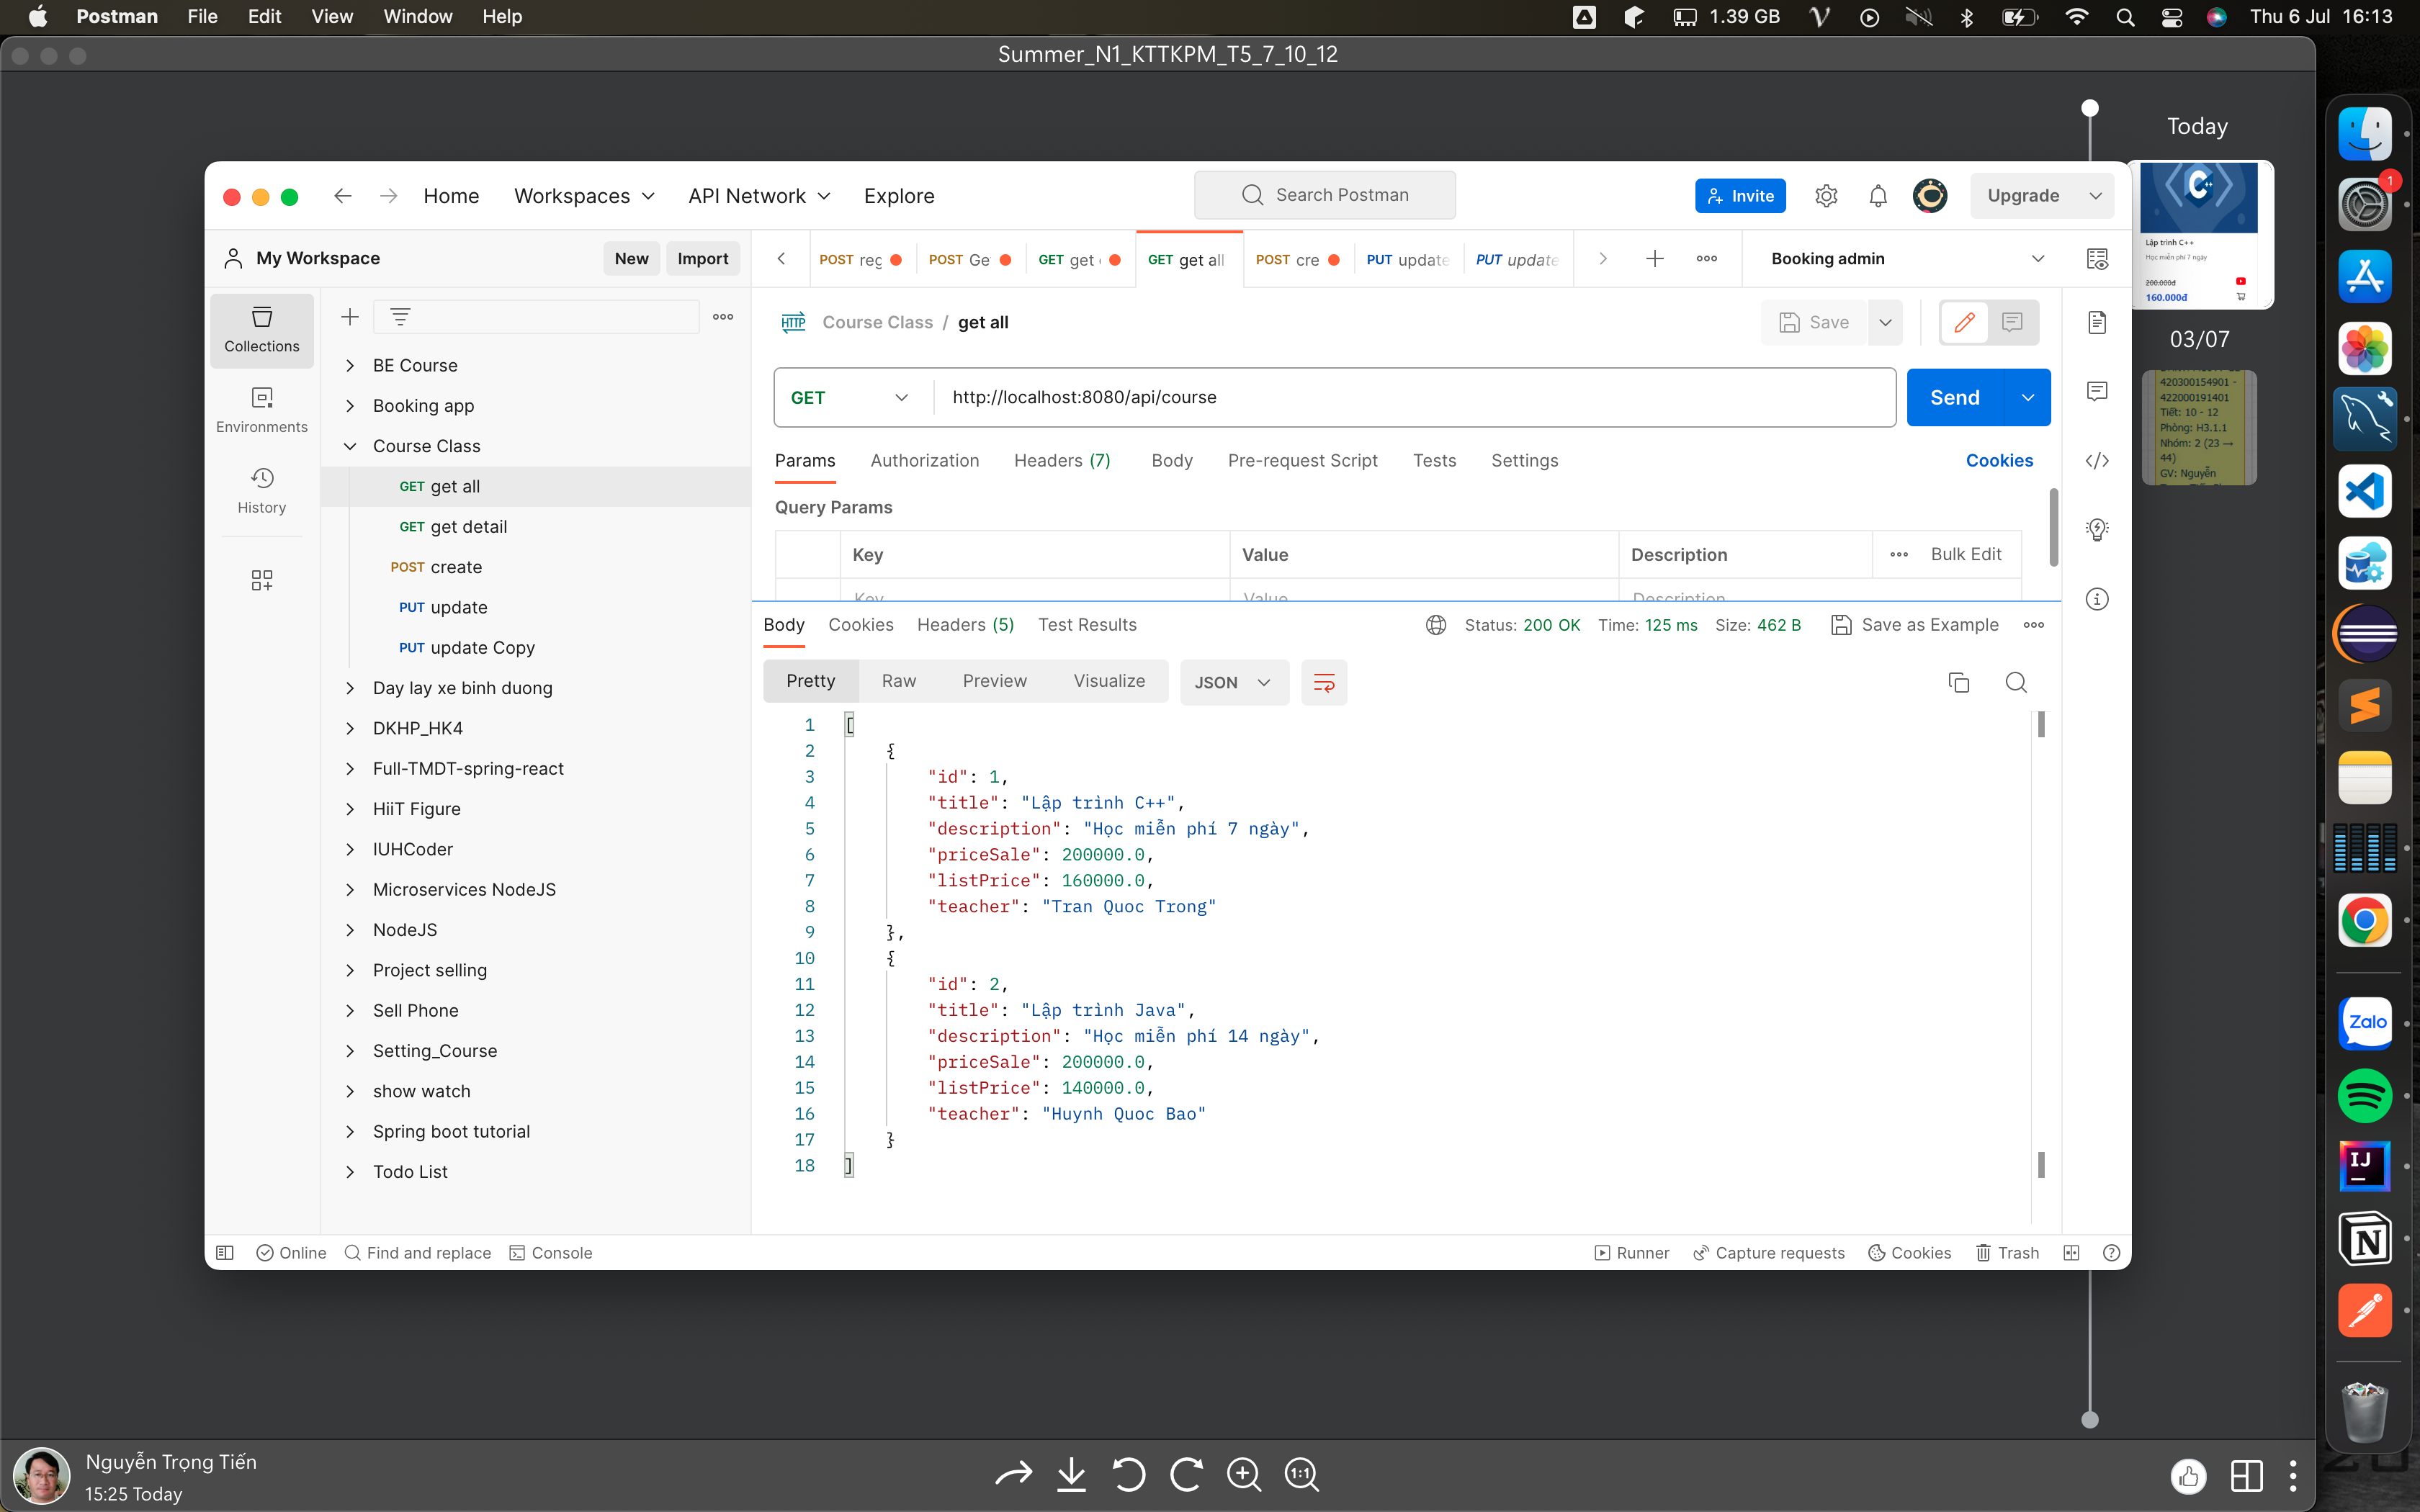 Postman File Edit View Window Help
1.39 GB Thu 6 Jul 16:13
Summer_N1_KTTKPM_T5_7_10_12
Today
Home Workspaces API Network Explore
Search Postman
Invite
Upgrade
My Workspace
New Import
POST reg
POST Ge
GET get
GET get all
POST cre
PUT update
PUT update
Booking admin
Collections
Environments
History
BE Course
Booking app
Course Class
GET get all
GET get detail
POST create
PUT update
PUT update Copy
Day lay xe binh duong
DKHP_HK4
Full-TMDT-spring-react
HiiT Figure
IUHCoder
Microservices NodeJS
NodeJS
Project selling
Sell Phone
Setting_Course
show watch
Spring boot tutorial
Todo List
HTTP Course Class / get all
Save
GET http://localhost:8080/api/course
Send
Params Authorization Headers (7) Body Pre-request Script Tests Settings
Cookies
Query Params
Key Value Description
Bulk Edit
Key Value Description
Body Cookies Headers (5) Test Results
Status: 200 OK Time: 125 ms Size: 462 B
Save as Example
Pretty Raw Preview Visualize JSON
1 [
2 {
3 "id": 1,
4 "title": "Lập trình C++",
5 "description": "Học miễn phí 7 ngày",
6 "priceSale": 200000.0,
7 "listPrice": 160000.0,
8 "teacher": "Tran Quoc Trong"
9 },
10 {
11 "id": 2,
12 "title": "Lập trình Java",
13 "description": "Học miễn phí 14 ngày",
14 "priceSale": 200000.0,
15 "listPrice": 140000.0,
16 "teacher": "Huynh Quoc Bao"
17 }
18 ]
Online Find and replace Console
Runner Capture requests Cookies Trash
C++
Lập trình C++
Học miễn phí 7 ngày
200.000đ
160.000đ
03/07
420300154901 -
422000191401
Tiết: 10 - 12
Phòng: H3.1.1
Nhóm: 2 (23 →
44)
GV: Nguyễn
1
Zalo
IJ
N
Nguyễn Trọng Tiến
15:25 Today
1:1